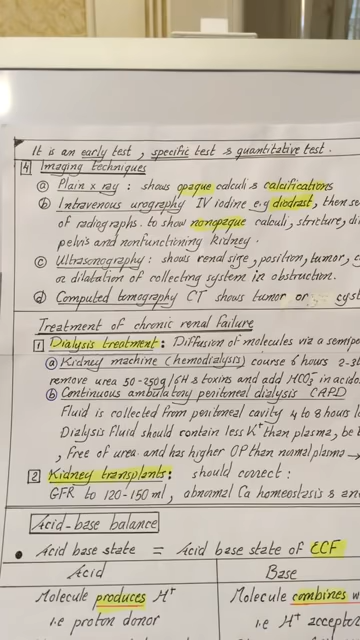 It is an early test, specific test & quantitative test.
4 Imaging techniques
a Plain x ray : shows opaque calculi & calcifications
b Intravenous urography IV iodine e.g diodrast, then se
of radiographs. to show nonopaque calculi, stricture, di
pelvis and nonfunctioning kidney.
c Ultrasonography : shows renal size, position, tumor, c
or dilatation of collecting system in obstruction.
d Computed tomography CT shows tumor or cyst
Treatment of chronic renal failure
1 Dialysis treatment: Diffusion of molecules via a semipe
a Kidney machine (hemodialysis) course 6 hours 2-3t
remove urea 50-250g/6H & toxins and add HCO3⁻ in acido
b Continuous ambulatory peritoneal dialysis CAPD
Fluid is collected from peritoneal cavity 4 to 8 hours l
Dialysis fluid should contain less K⁺ than plasma, be b
, free of urea and has higher OP than normal plasma →
2 Kidney transplants: should correct:
GFR to 120-150 ml, abnormal Ca homeostasis & an
Acid-base balance
• Acid base state = Acid base state of ECF
Acid Base
Molecule produces H⁺ Molecule combines w
i.e proton donor i.e H⁺ accepto